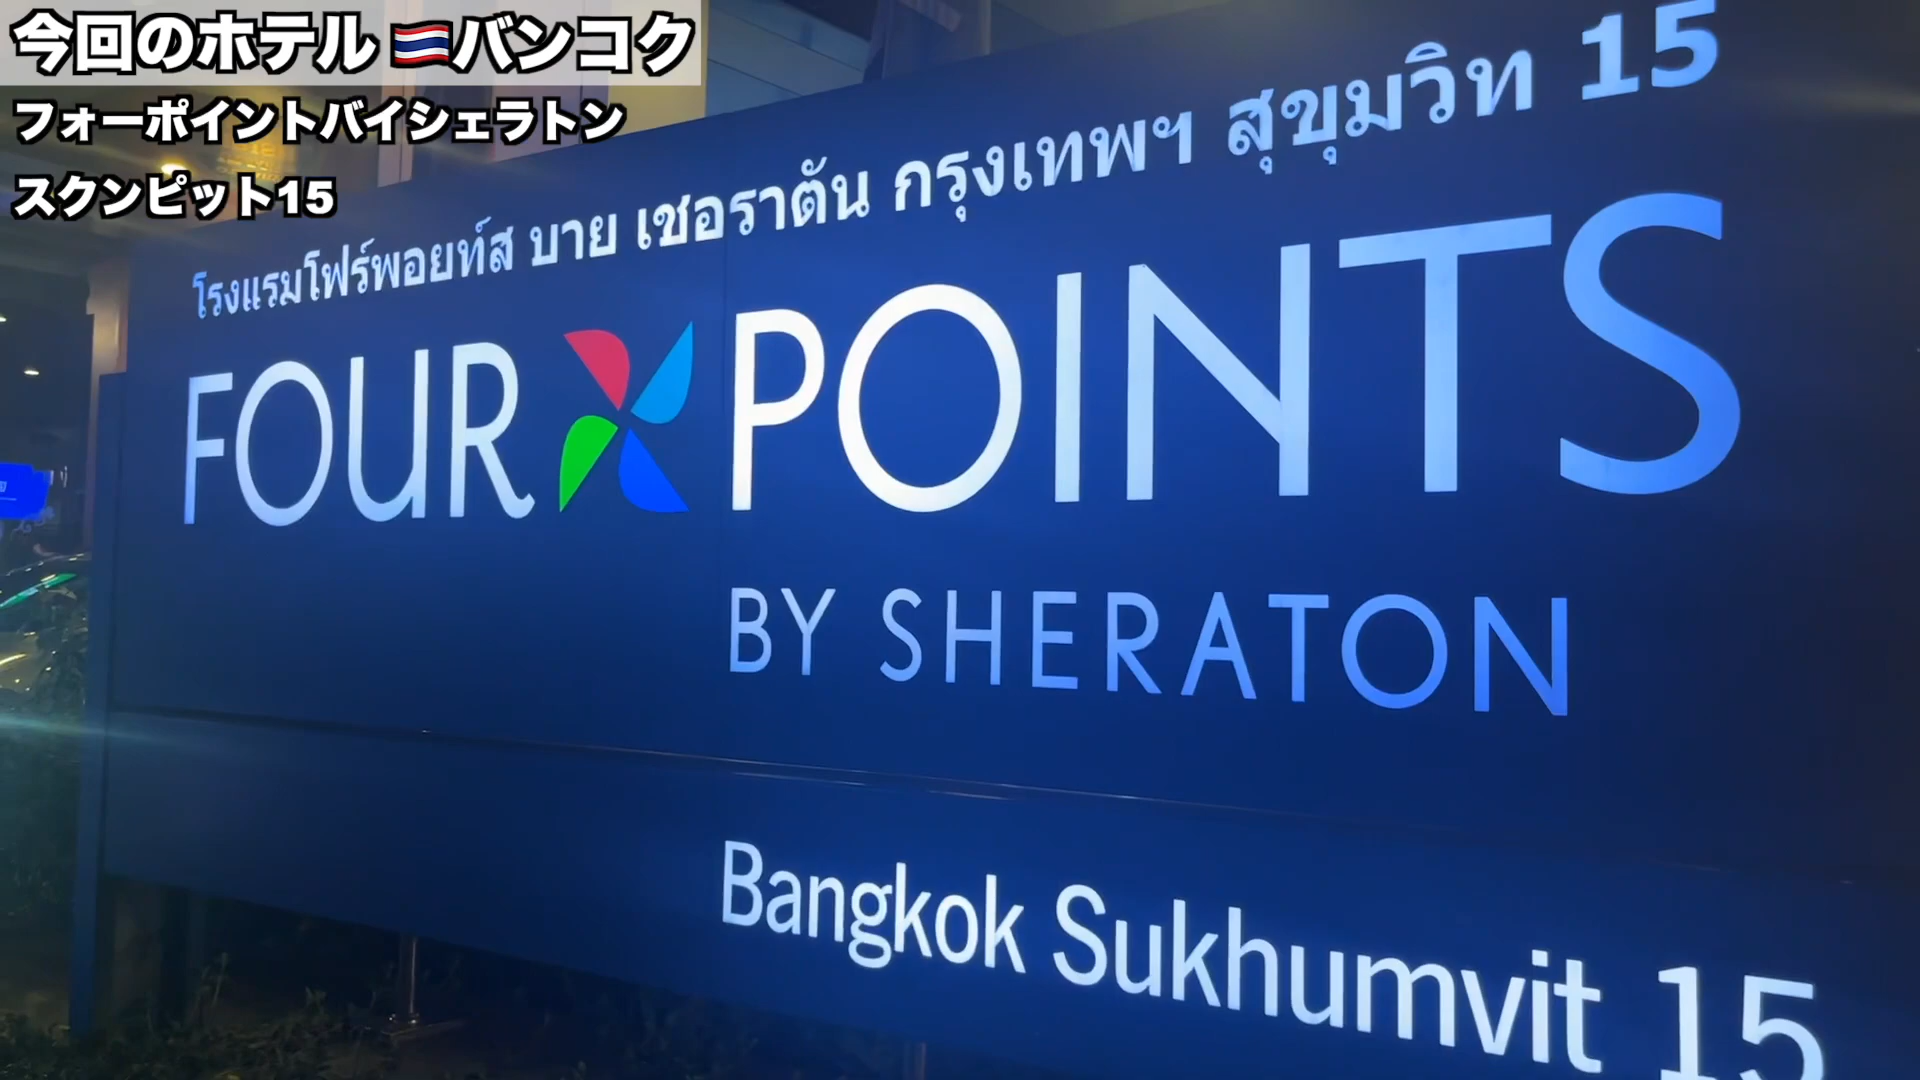 今回のホテル 🇹🇭バンコク
フォーポイントバイシェラトン
スクンビット15
โรงแรมโฟร์พอยท์ส บาย เชอราตัน กรุงเทพฯ สุขุมวิท 15
FOUR POINTS
BY SHERATON
Bangkok Sukhumvit 15